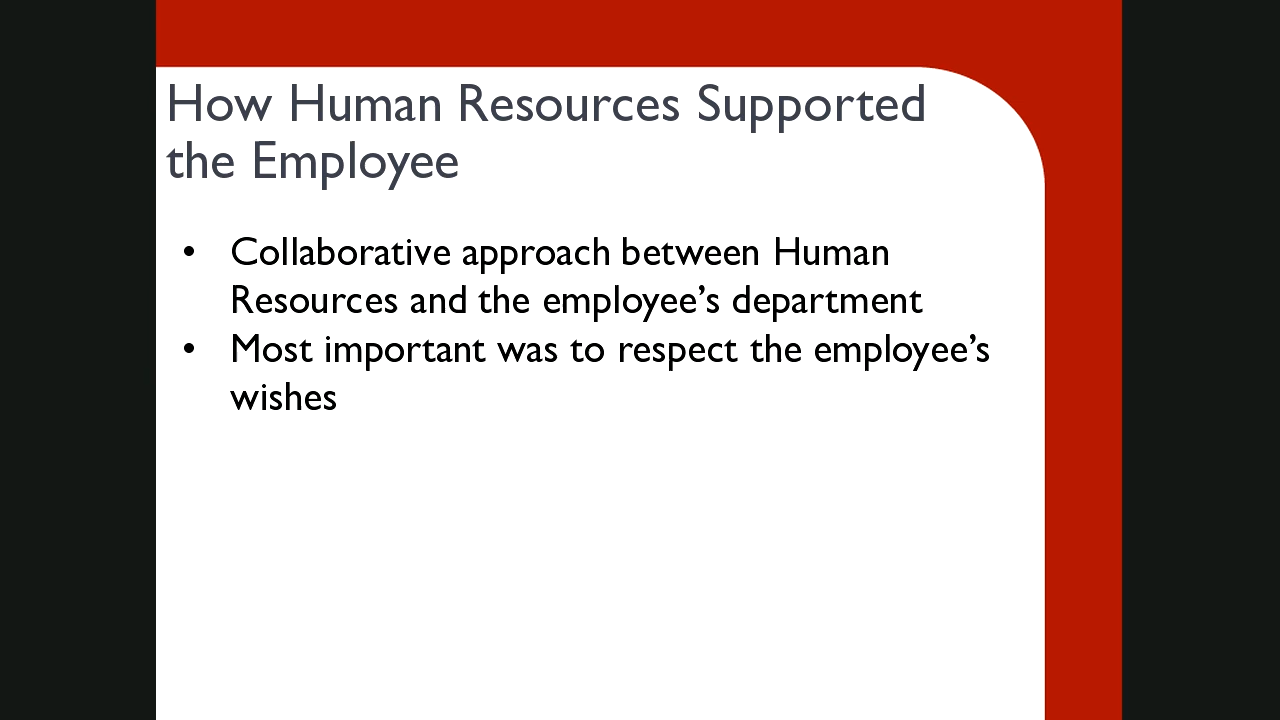 How Human Resources Supported
the Employee
• Collaborative approach between Human
Resources and the employee’s department
• Most important was to respect the employee’s
wishes